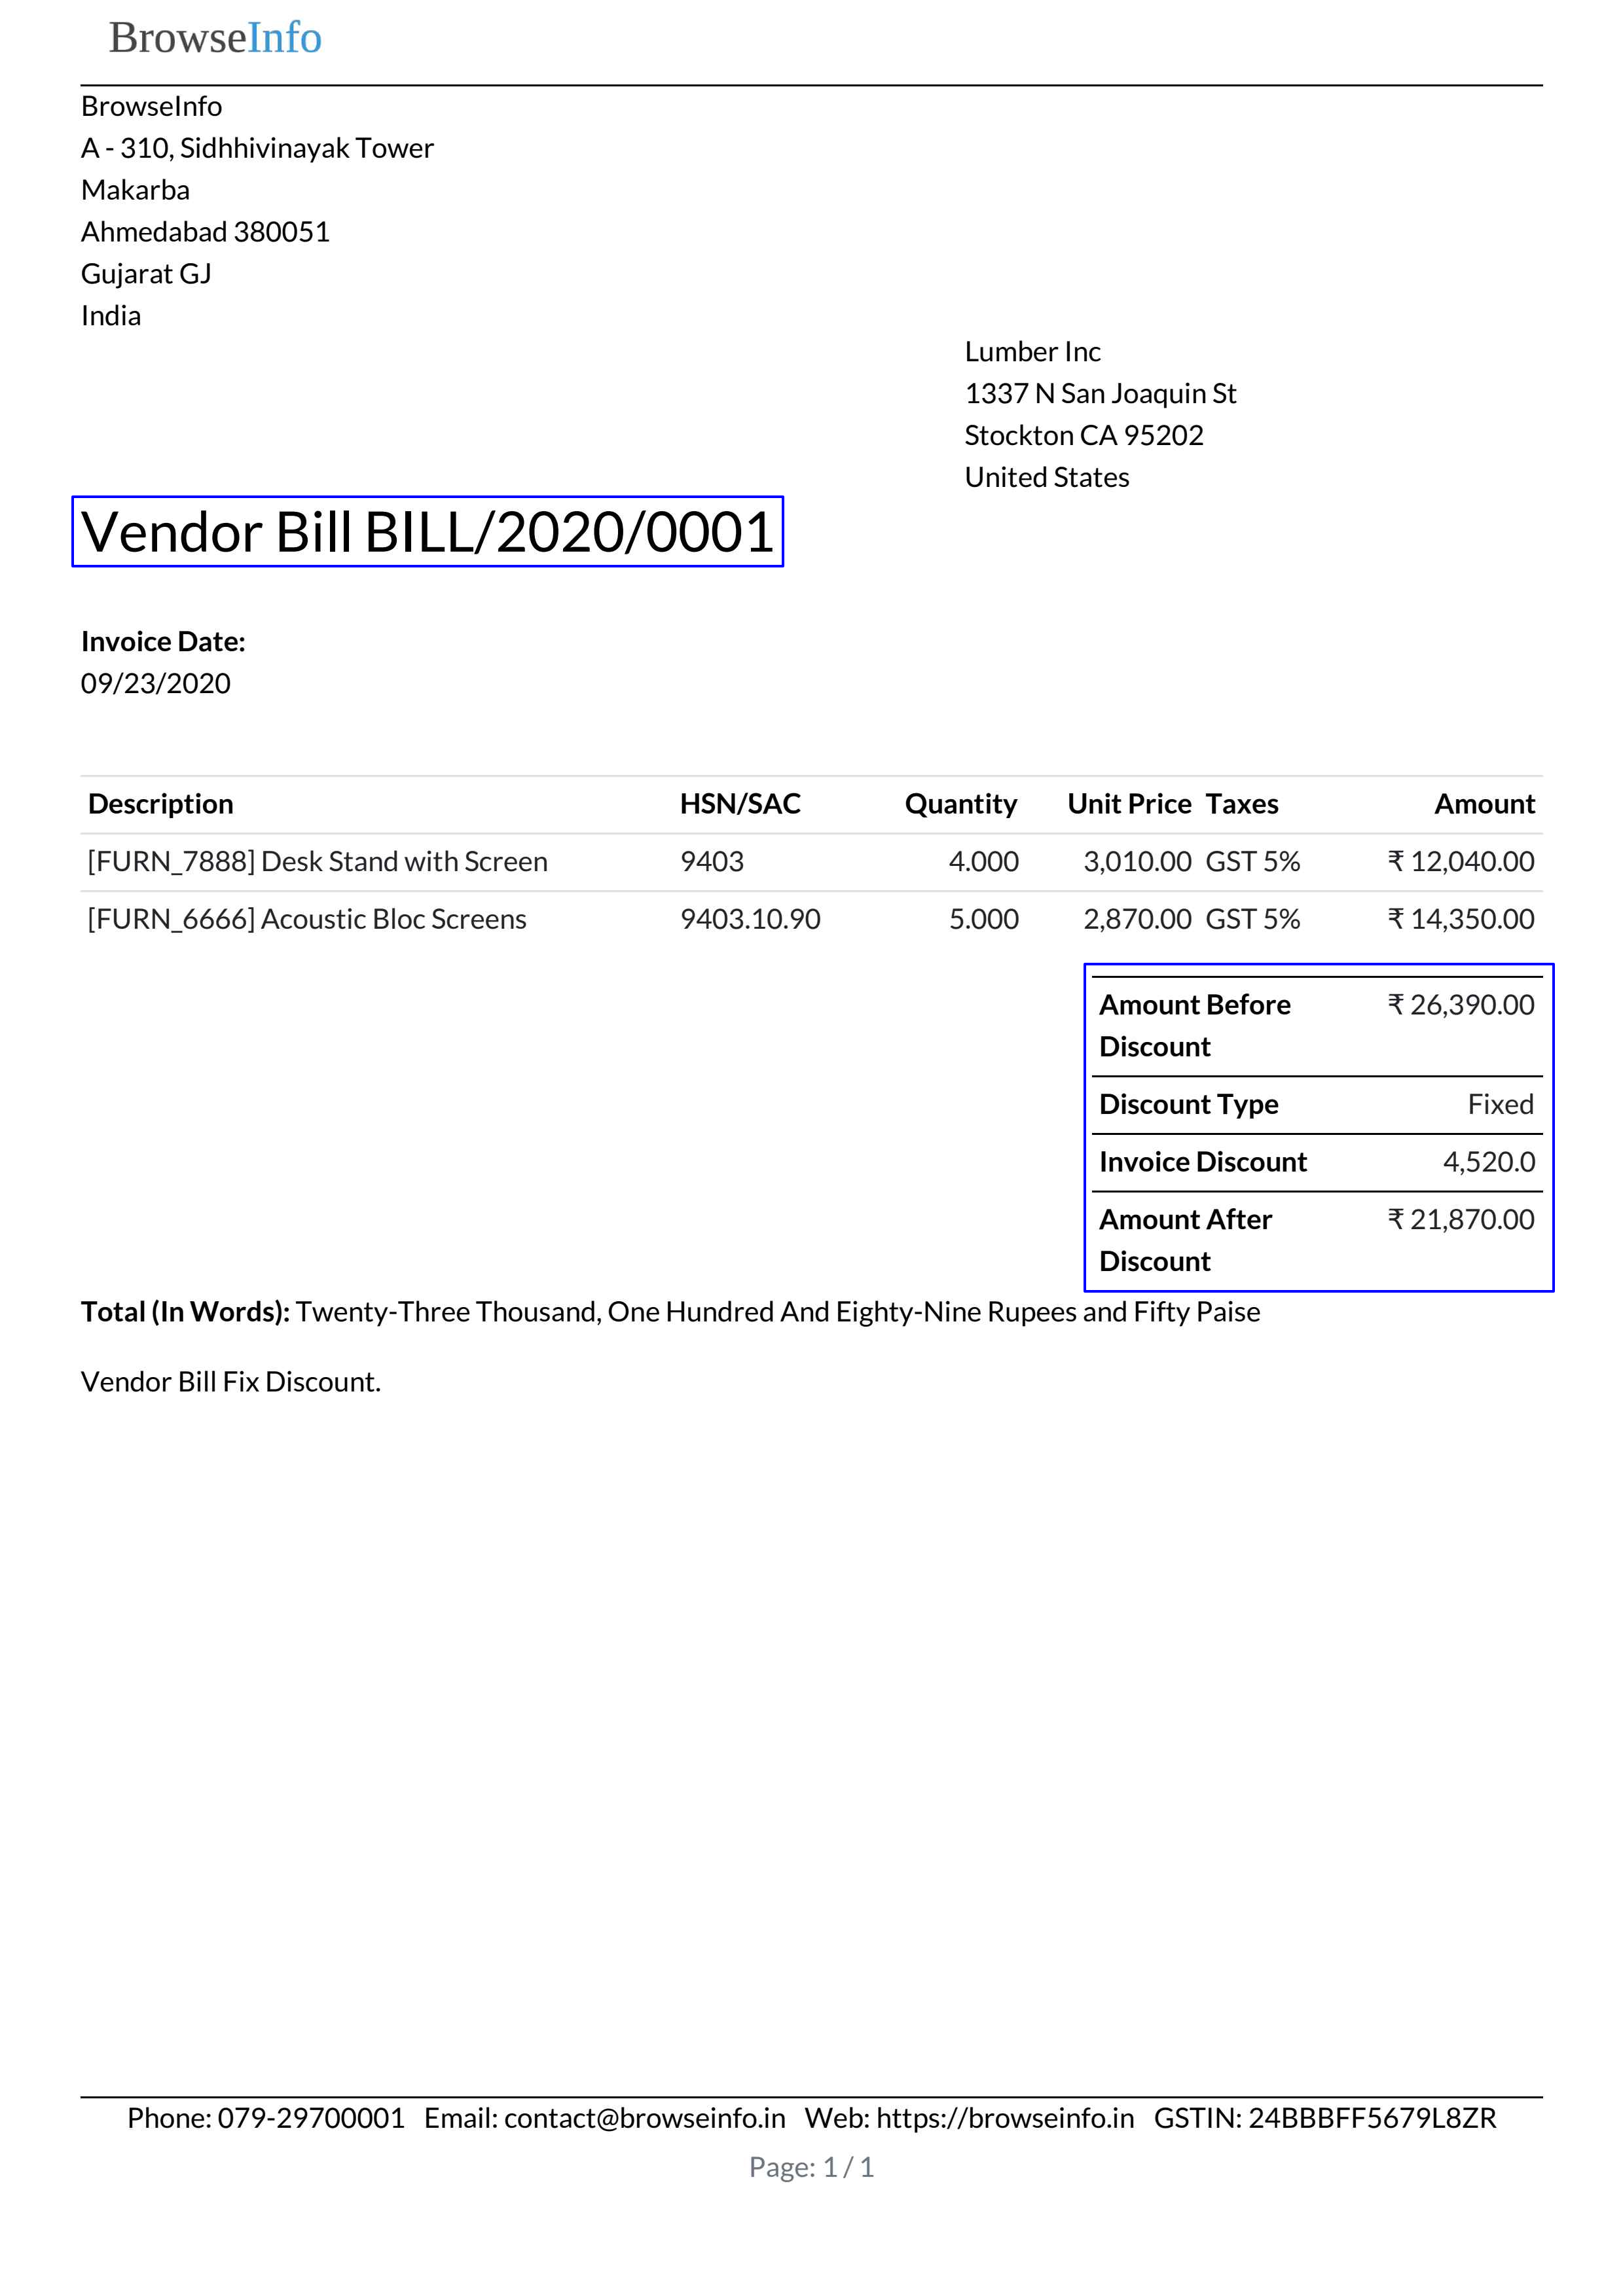 BrowseInfo
BrowseInfo
A - 310, Sidhhivinayak Tower
Makarba
Ahmedabad 380051
Gujarat GJ
India
Lumber Inc
1337 N San Joaquin St
Stockton CA 95202
United States
Vendor Bill BILL/2020/0001
Invoice Date:
09/23/2020
Description HSN/SAC Quantity Unit Price Taxes Amount
[FURN_7888] Desk Stand with Screen 9403 4.000 3,010.00 GST 5% ₹ 12,040.00
[FURN_6666] Acoustic Bloc Screens 9403.10.90 5.000 2,870.00 GST 5% ₹ 14,350.00
Amount Before ₹ 26,390.00
Discount
Discount Type Fixed
Invoice Discount 4,520.0
Amount After ₹ 21,870.00
Discount
Total (In Words): Twenty-Three Thousand, One Hundred And Eighty-Nine Rupees and Fifty Paise
Vendor Bill Fix Discount.
Phone: 079-29700001 Email: contact@browseinfo.in Web: https://browseinfo.in GSTIN: 24BBBFF5679L8ZR
Page: 1 / 1